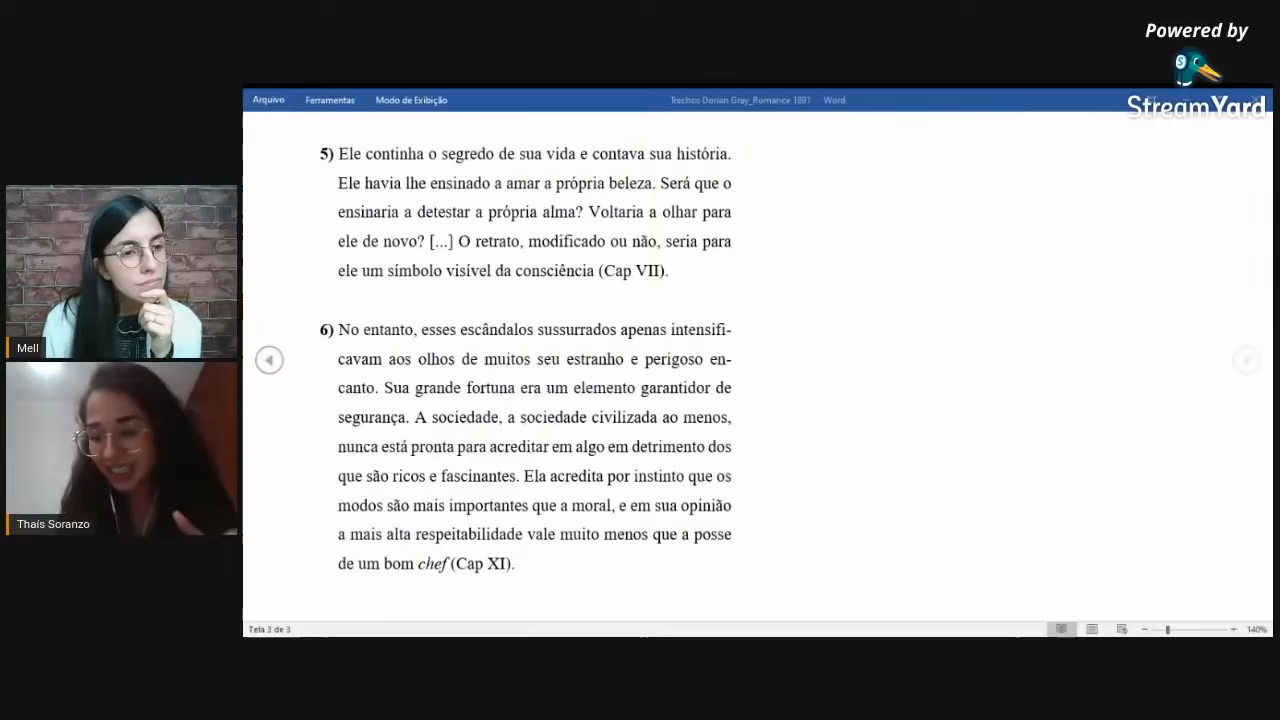 Powered by
StreamYard
Arquivo Ferramentas Modo de Exibição Trechos Dorian Gray_Romance 1891 - Word
5) Ele continha o segredo de sua vida e contava sua história.
Ele havia lhe ensinado a amar a própria beleza. Será que o
ensinaria a detestar a própria alma? Voltaria a olhar para
ele de novo? [...] O retrato, modificado ou não, seria para
ele um símbolo visível da consciência (Cap VII).
6) No entanto, esses escândalos sussurrados apenas intensifi-
cavam aos olhos de muitos seu estranho e perigoso en-
canto. Sua grande fortuna era um elemento garantidor de
segurança. A sociedade, a sociedade civilizada ao menos,
nunca está pronta para acreditar em algo em detrimento dos
que são ricos e fascinantes. Ela acredita por instinto que os
modos são mais importantes que a moral, e em sua opinião
a mais alta respeitabilidade vale muito menos que a posse
de um bom chef (Cap XI).
Mell
Thaís Soranzo
Tela 3 de 3
140%